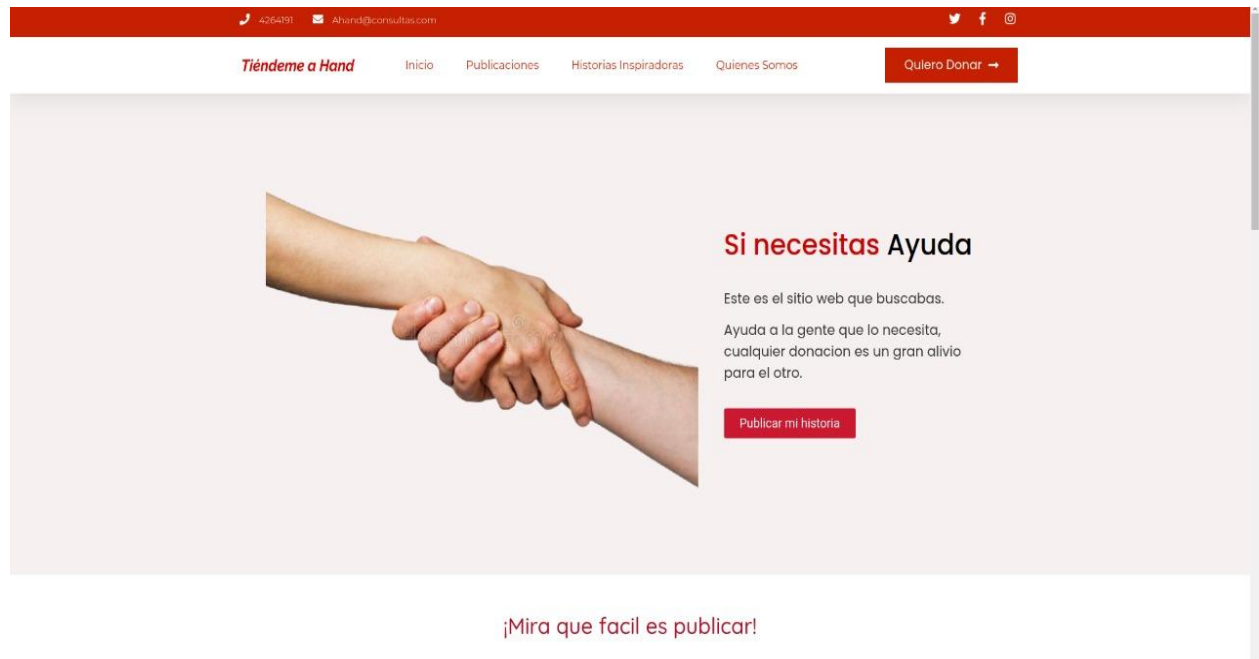 4264191 Ahand@consultas.com
Tiéndeme a Hand Inicio Publicaciones Historias Inspiradoras Quienes Somos Quiero Donar →
Si necesitas Ayuda
Este es el sitio web que buscabas.
Ayuda a la gente que lo necesita,
cualquier donacion es un gran alivio
para el otro.
Publicar mi historia
¡Mira que facil es publicar!